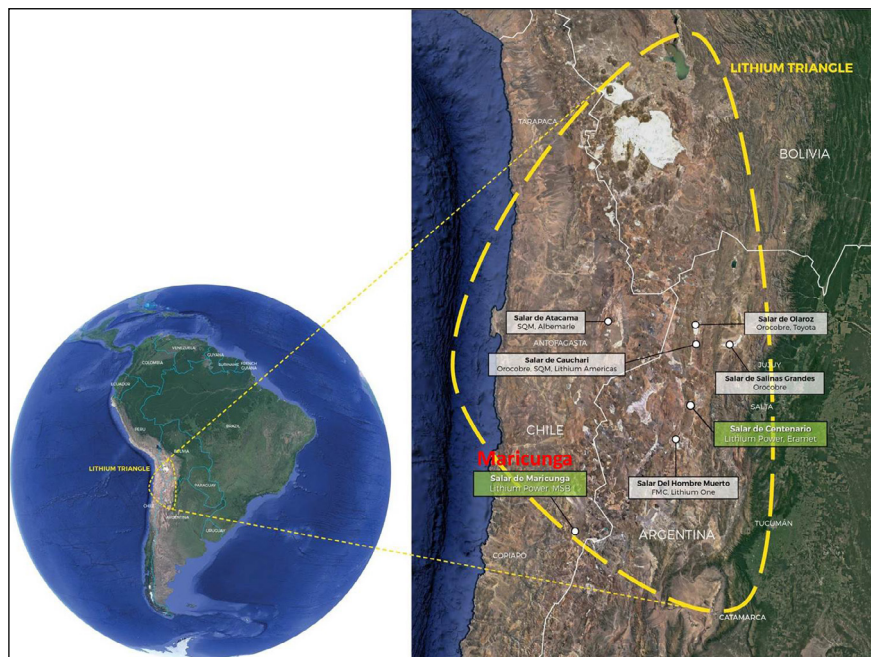 LITHIUM TRIANGLE
TARAPACA
BOLIVIA
Salar de Atacama
SQM, Albemarle
Salar de Olaroz
Orocobre, Toyota
ANTOFAGASTA
Salar de Cauchari
Orocobre, SQM, Lithium Americas
JUJUY
Salar de Salinas Grandes
Orocobre
SALTA
Salar de Centenario
Lithium Power, Eramet
CHILE
Maricunga
Salar de Maricunga
Lithium Power, MSB
Salar Del Hombre Muerto
FMC, Lithium One
TUCUMÁN
ARGENTINA
COPIAPO
CATAMARCA
VENEZUELA
GUYANA
COLOMBIA
SURINAME
FRENCH
GUIANA
ECUADOR
PERU
BRAZIL
BOLIVIA
LITHIUM TRIANGLE
PARAGUAY
CHILE
ARGENTINA
URUGUAY